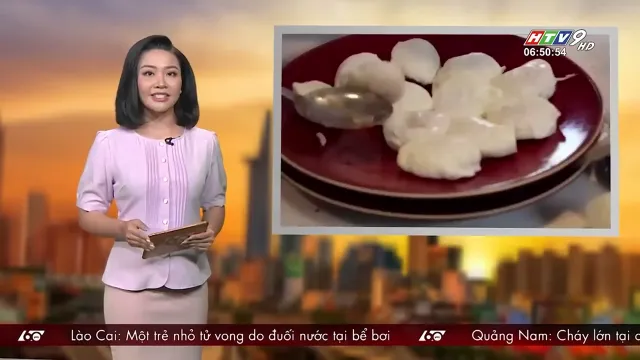 HTV9 HD
06:50:54
Lào Cai: Một trẻ nhỏ tử vong do đuối nước tại bể bơi
Quảng Nam: Cháy lớn tại